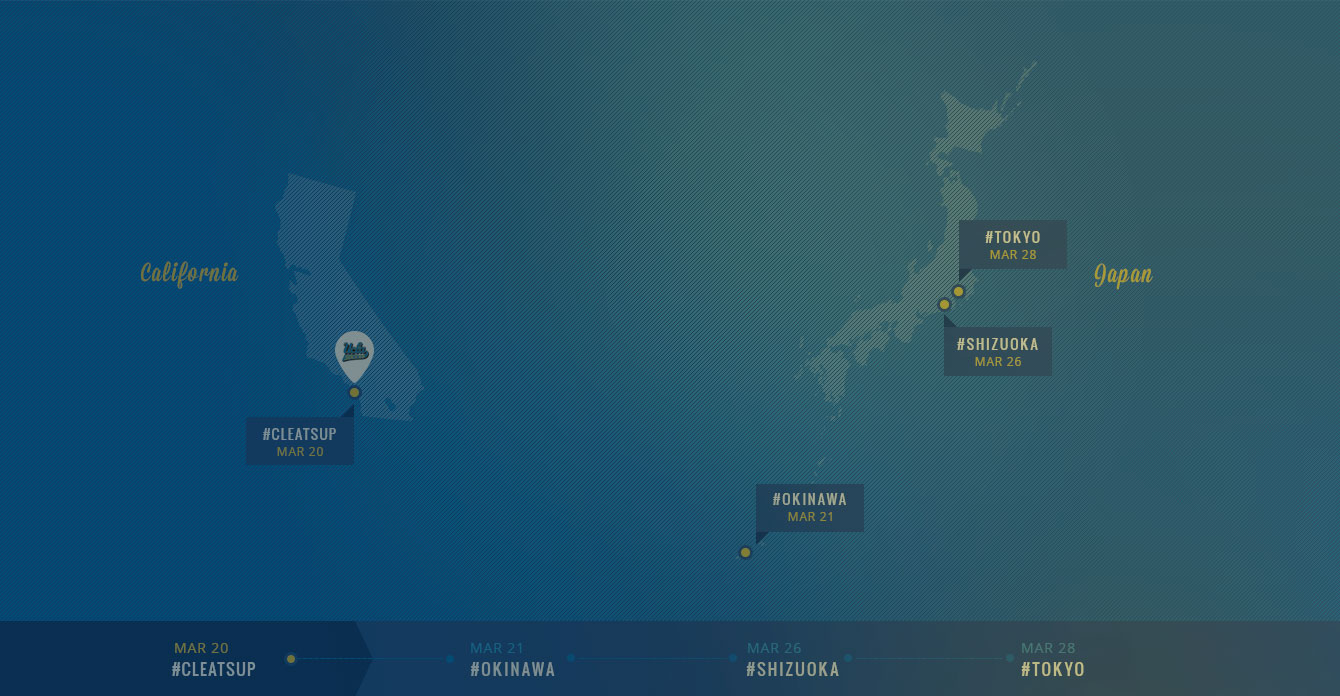 #TOKYO
MAR 28
California
Japan
#SHIZUOKA
MAR 26
#CLEATSUP
MAR 20
#OKINAWA
MAR 21
MAR 20
#CLEATSUP
MAR 21
#OKINAWA
MAR 26
#SHIZUOKA
MAR 28
#TOKYO